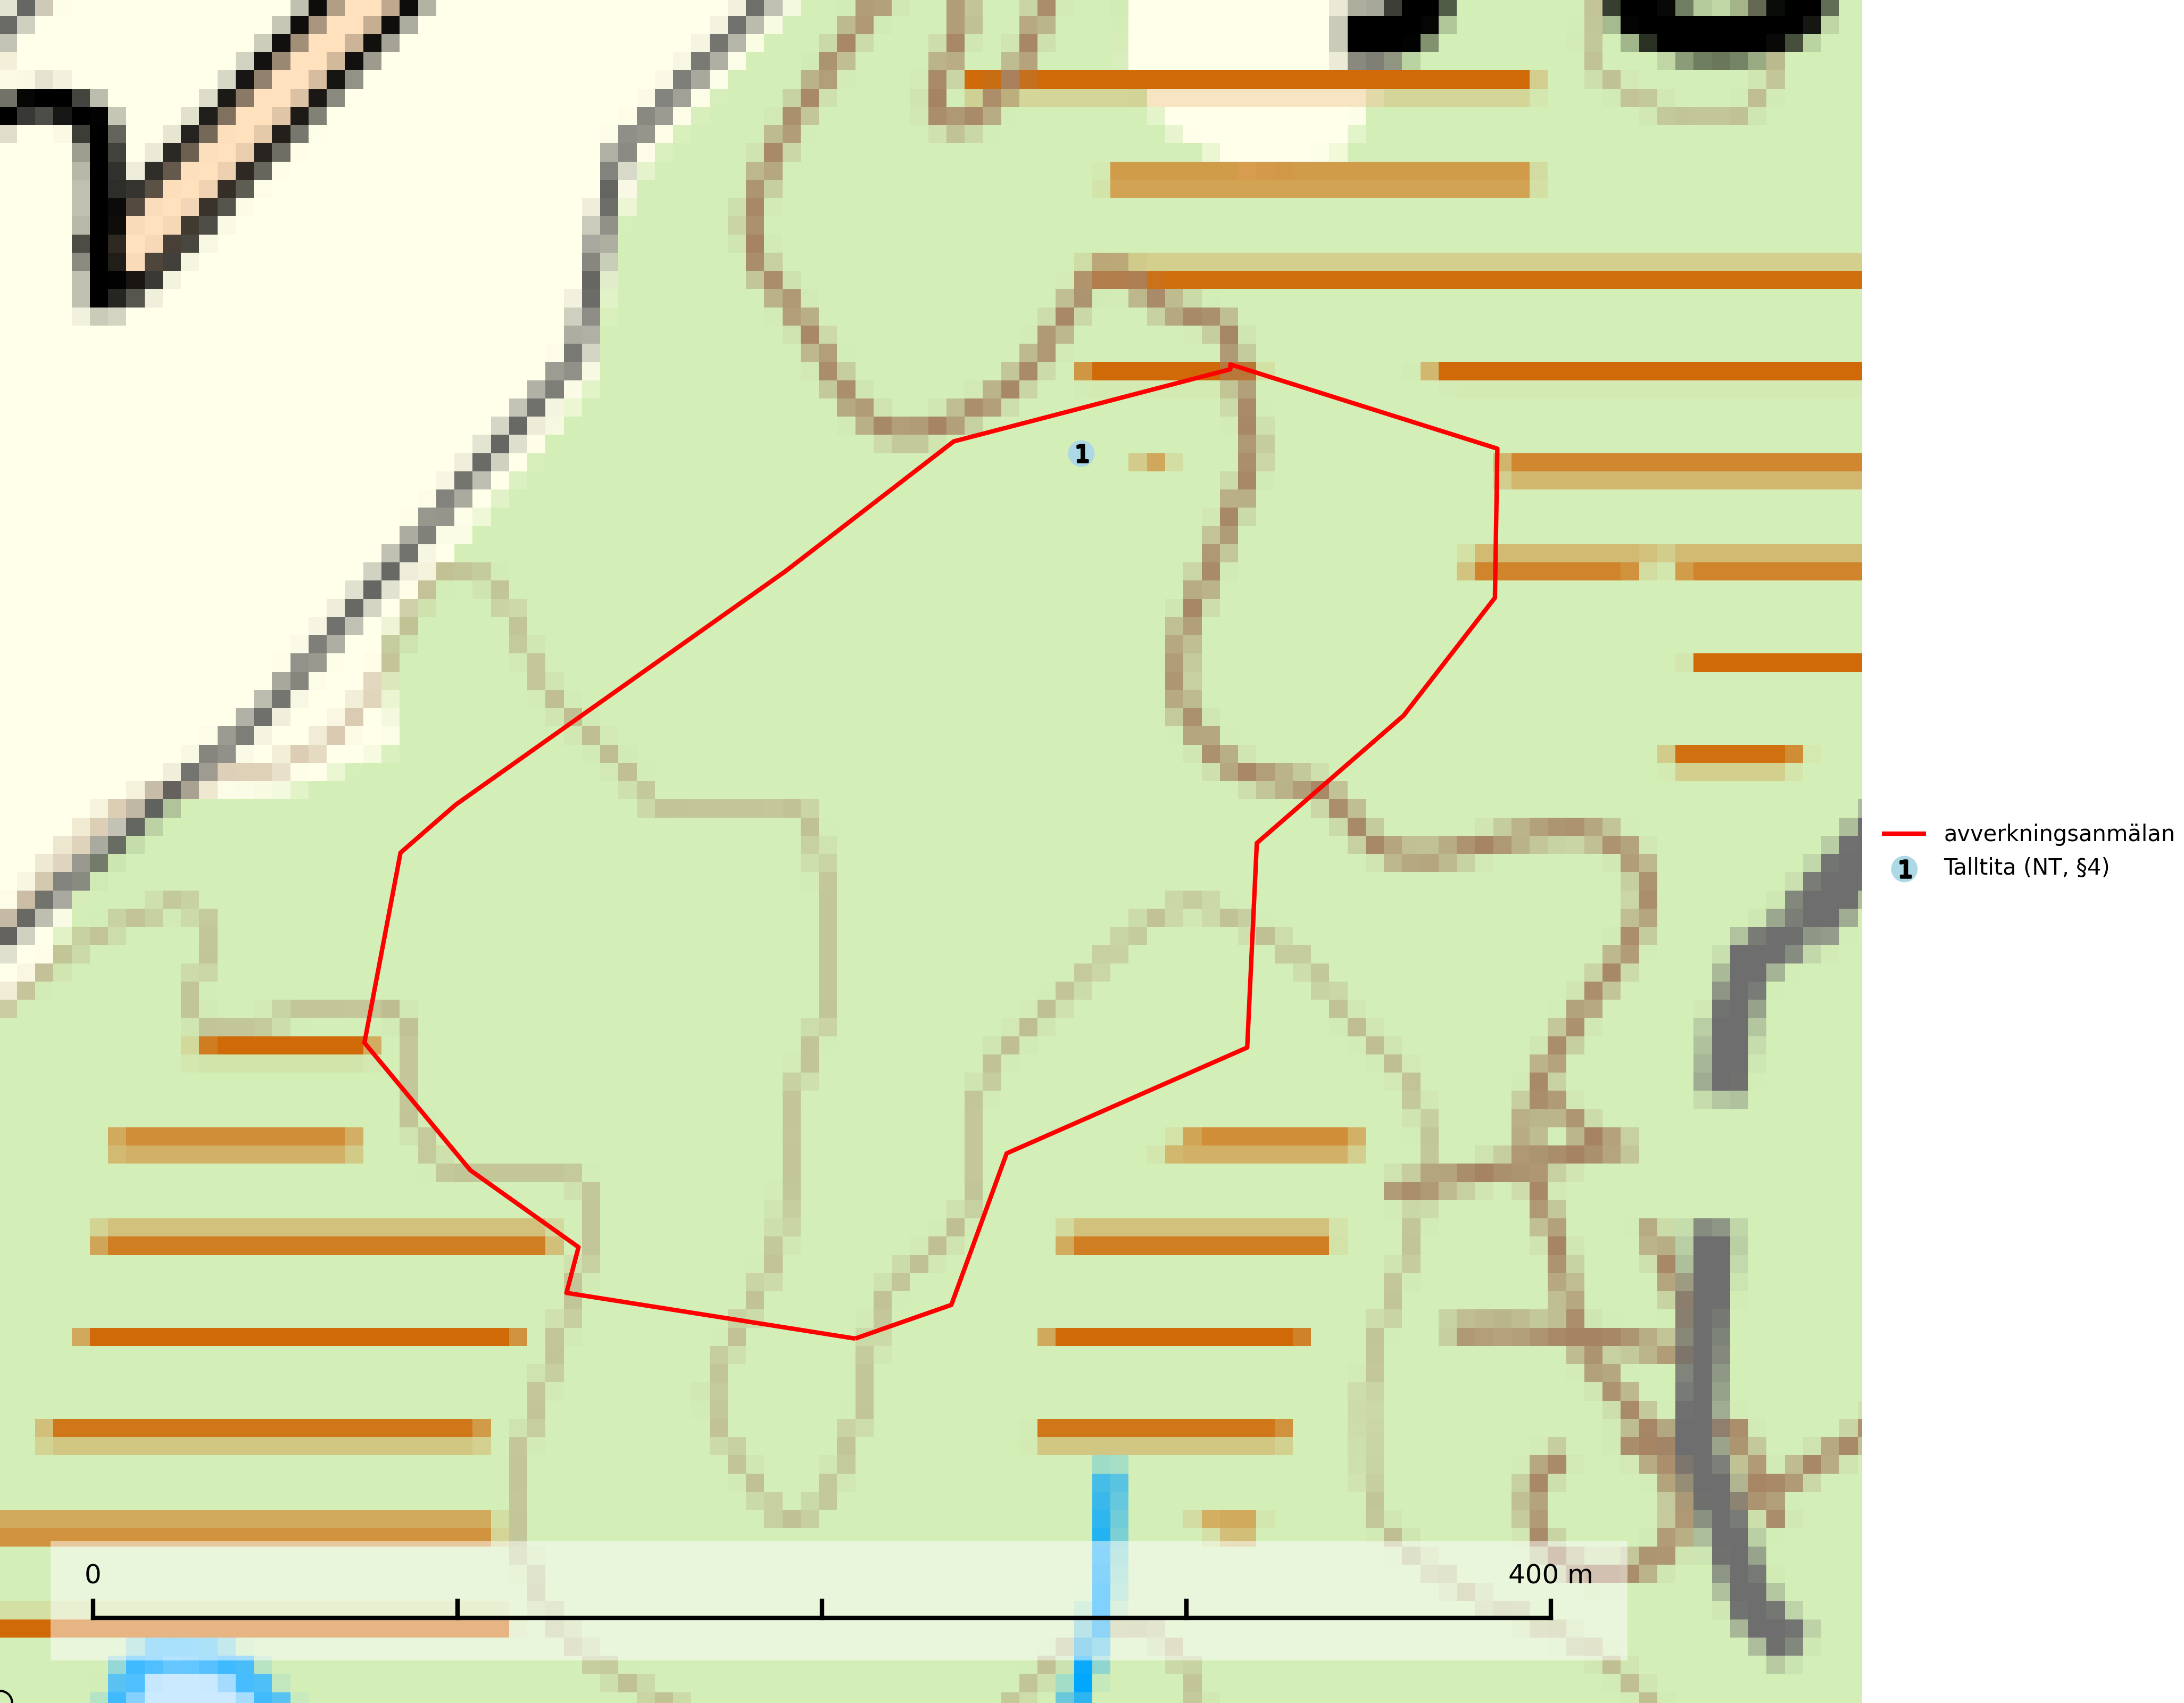 1
avverkningsanmälan
1 Talltita (NT, §4)
0 400 m